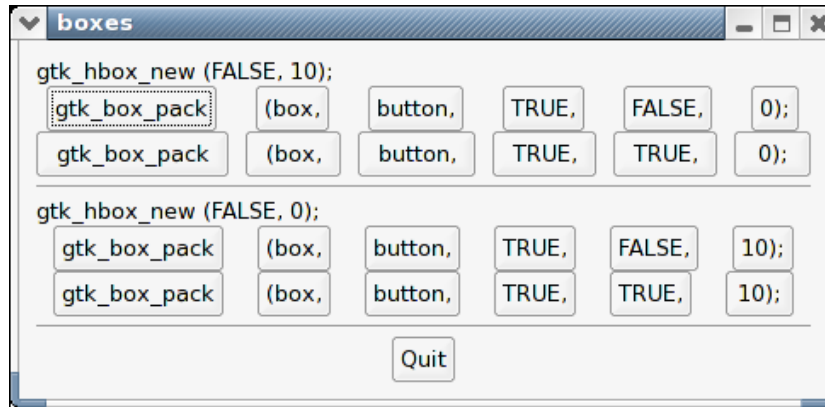 boxes
gtk_hbox_new (FALSE, 10);
gtk_box_pack (box, button, TRUE, FALSE, 0);
gtk_box_pack (box, button, TRUE, TRUE, 0);
gtk_hbox_new (FALSE, 0);
gtk_box_pack (box, button, TRUE, FALSE, 10);
gtk_box_pack (box, button, TRUE, TRUE, 10);
Quit